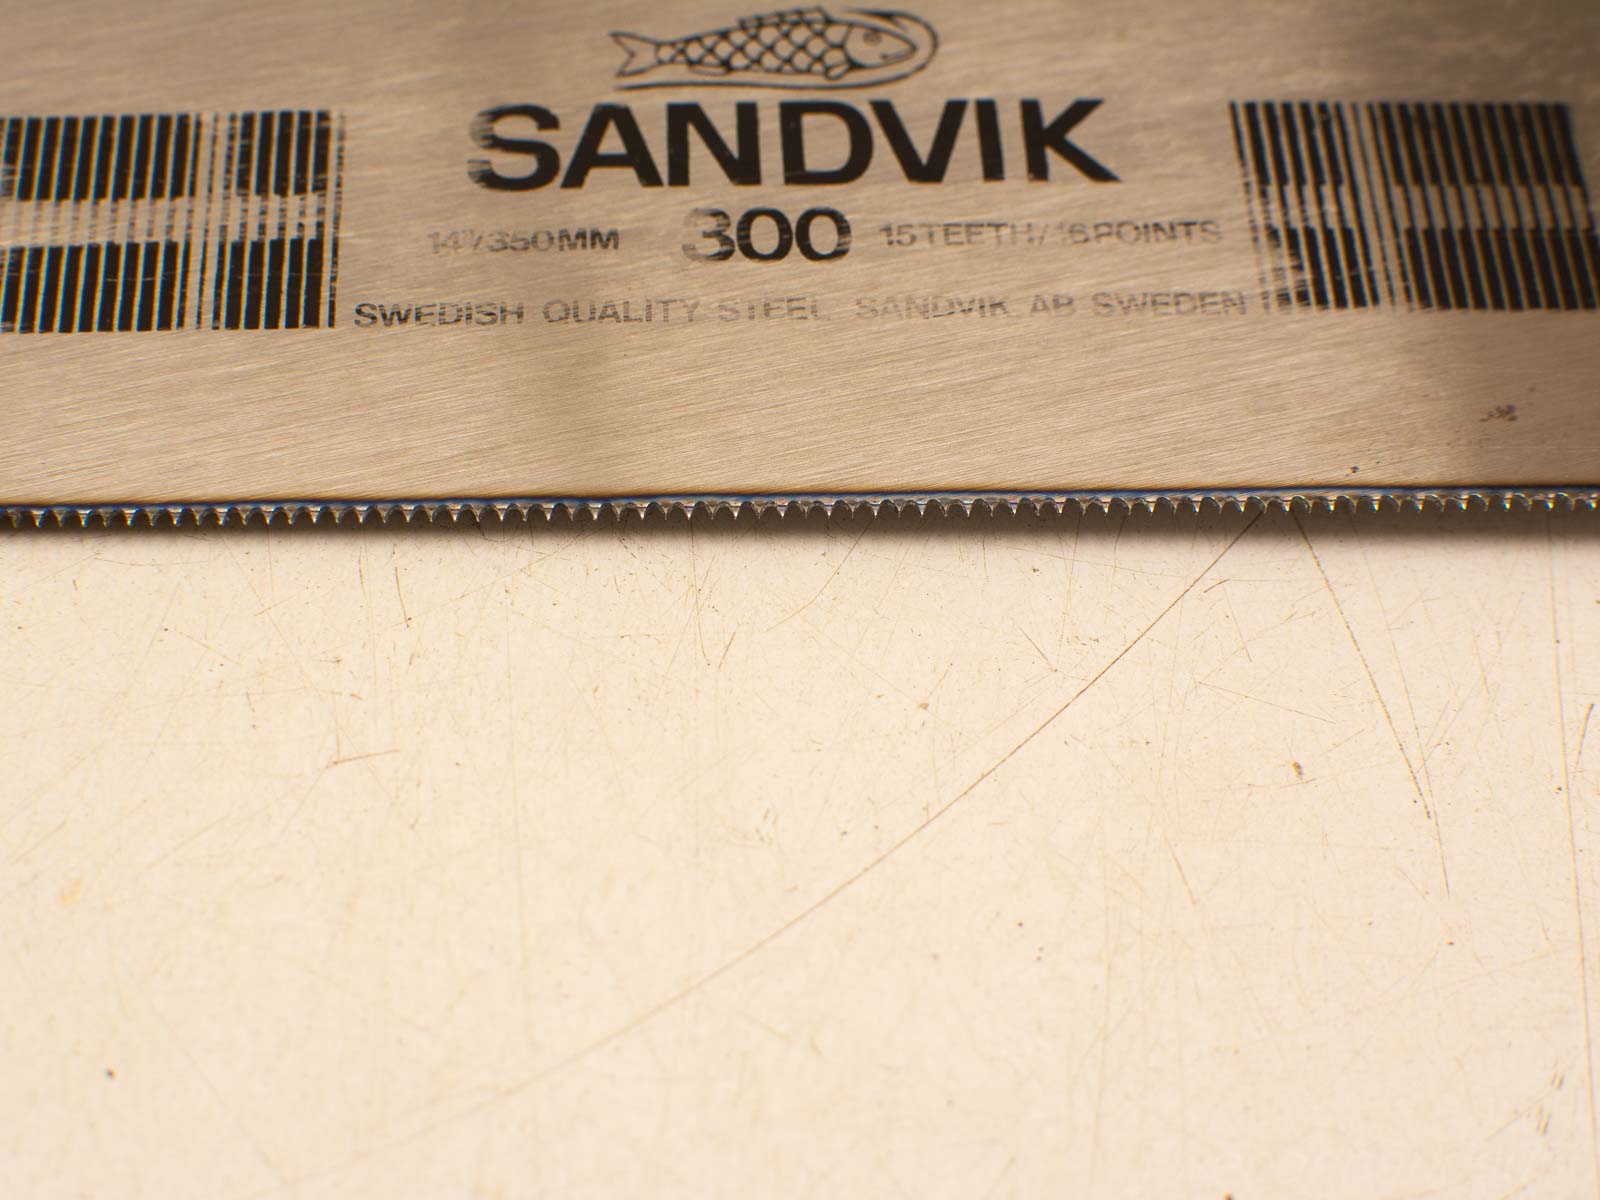 SANDVIK
14"/350MM 300 15TEETH/16POINTS
SWEDISH QUALITY STEEL SANDVIK AB SWEDEN